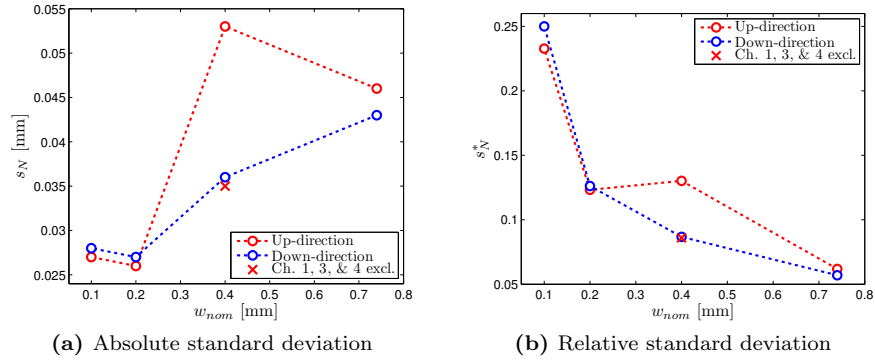 0.055
0.05
0.045
0.04
0.035
0.03
0.025
s_N [mm]
Up-direction
Down-direction
Ch. 1, 3, & 4 excl.
0.1 0.2 0.3 0.4 0.5 0.6 0.7 0.8
w_nom [mm]
(a) Absolute standard deviation
0.25
0.2
0.15
0.1
0.05
s*_N
Up-direction
Down-direction
Ch. 1, 3, & 4 excl.
0.1 0.2 0.3 0.4 0.5 0.6 0.7 0.8
w_nom [mm]
(b) Relative standard deviation